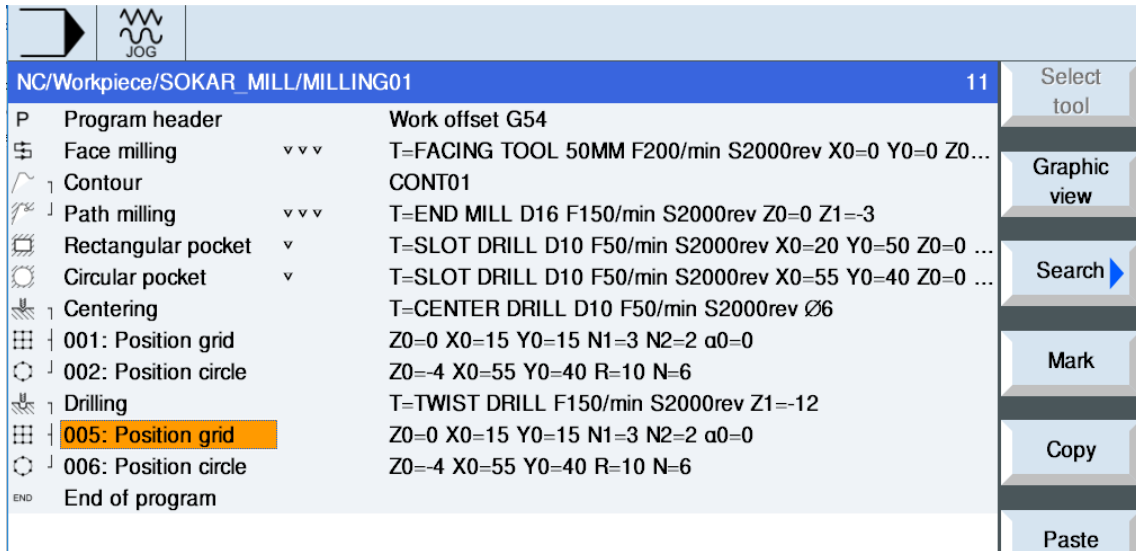 JOG
NC/Workpiece/SOKAR_MILL/MILLING01 11
P Program header Work offset G54
Face milling ▿▿▿ T=FACING TOOL 50MM F200/min S2000rev X0=0 Y0=0 Z0...
Contour CONT01
Path milling ▿▿▿ T=END MILL D16 F150/min S2000rev Z0=0 Z1=-3
Rectangular pocket ▿ T=SLOT DRILL D10 F50/min S2000rev X0=20 Y0=50 Z0=0 ...
Circular pocket ▿ T=SLOT DRILL D10 F50/min S2000rev X0=55 Y0=40 Z0=0 ...
Centering T=CENTER DRILL D10 F50/min S2000rev Ø6
001: Position grid Z0=0 X0=15 Y0=15 N1=3 N2=2 α0=0
002: Position circle Z0=-4 X0=55 Y0=40 R=10 N=6
Drilling T=TWIST DRILL F150/min S2000rev Z1=-12
005: Position grid Z0=0 X0=15 Y0=15 N1=3 N2=2 α0=0
006: Position circle Z0=-4 X0=55 Y0=40 R=10 N=6
END End of program
Select
tool
Graphic
view
Search
Mark
Copy
Paste